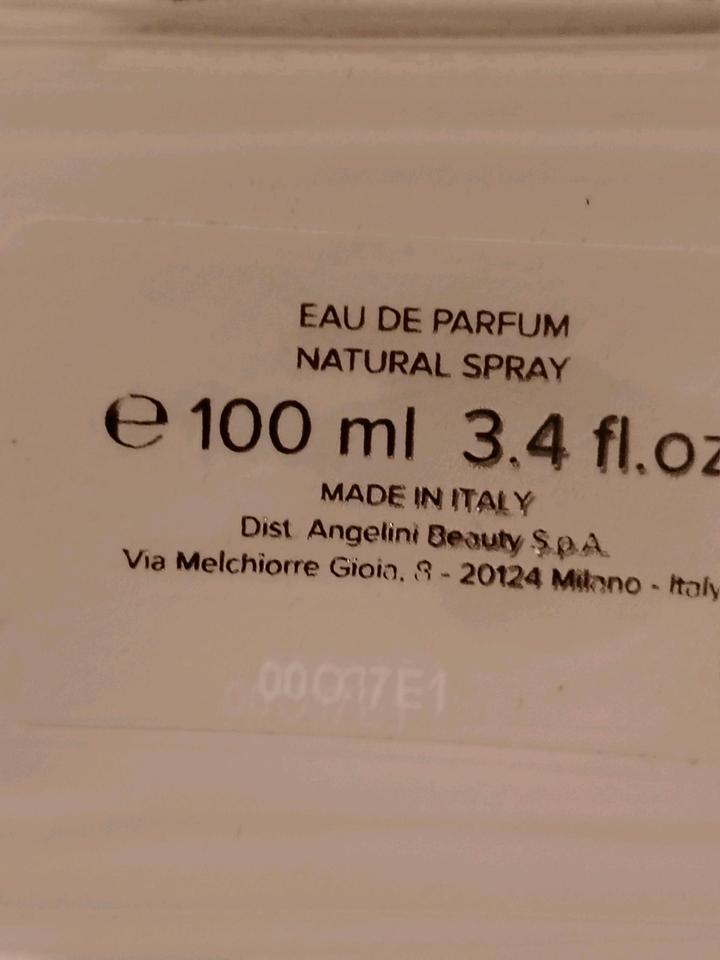 EAU DE PARFUM
NATURAL SPRAY
℮ 100 ml 3.4 fl.oz
MADE IN ITALY
Dist. Angelini Beauty S.p.A.
Via Melchiorre Gioia, 8 - 20124 Milano - Italy